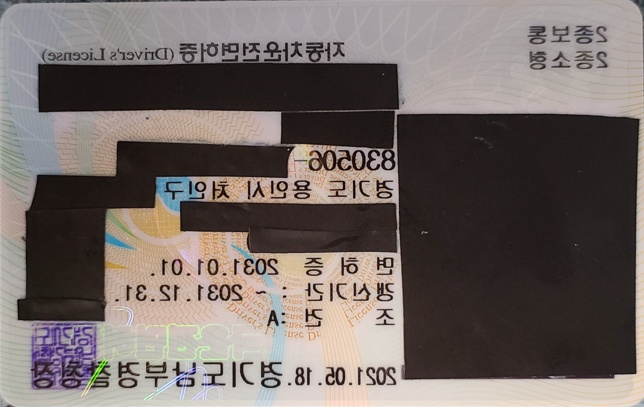 2종보통
2종소형
자동차운전면허증 (Driver's License)
830506-
경기도 용인시 처인구
면 허 증 2031.01.01.
갱신기간 : ~ 2031.12.31.
조 건 :A
2021.05.18. 경기도남부경찰청장